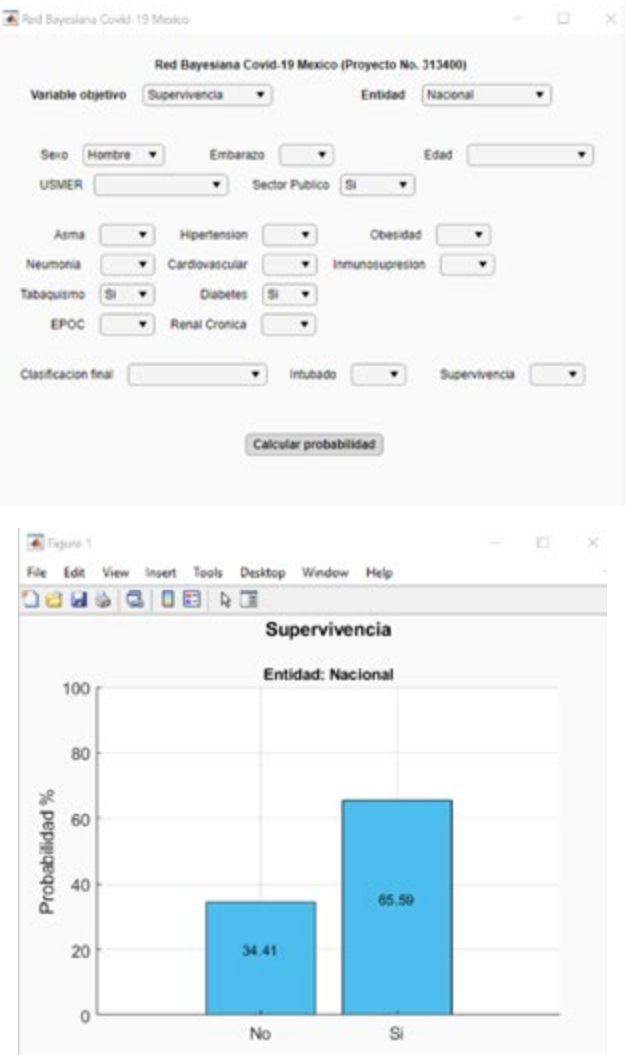 Red Bayesiana Covid-19 Mexico
Red Bayesiana Covid-19 Mexico (Proyecto No. 313400)
Variable objetivo Supervivencia Entidad Nacional
Sexo Hombre Embarazo Edad
USMER Sector Publico Si
Asma Hipertension Obesidad
Neumonia Cardiovascular Inmunosupresion
Tabaquismo Si Diabetes Si
EPOC Renal Cronica
Clasificacion final Intubado Supervivencia
Calcular probabilidad
Figure 1
File Edit View Insert Tools Desktop Window Help
Supervivencia
Entidad: Nacional
100
80
60
40
20
0
Probabilidad %
34.41
65.59
No Si